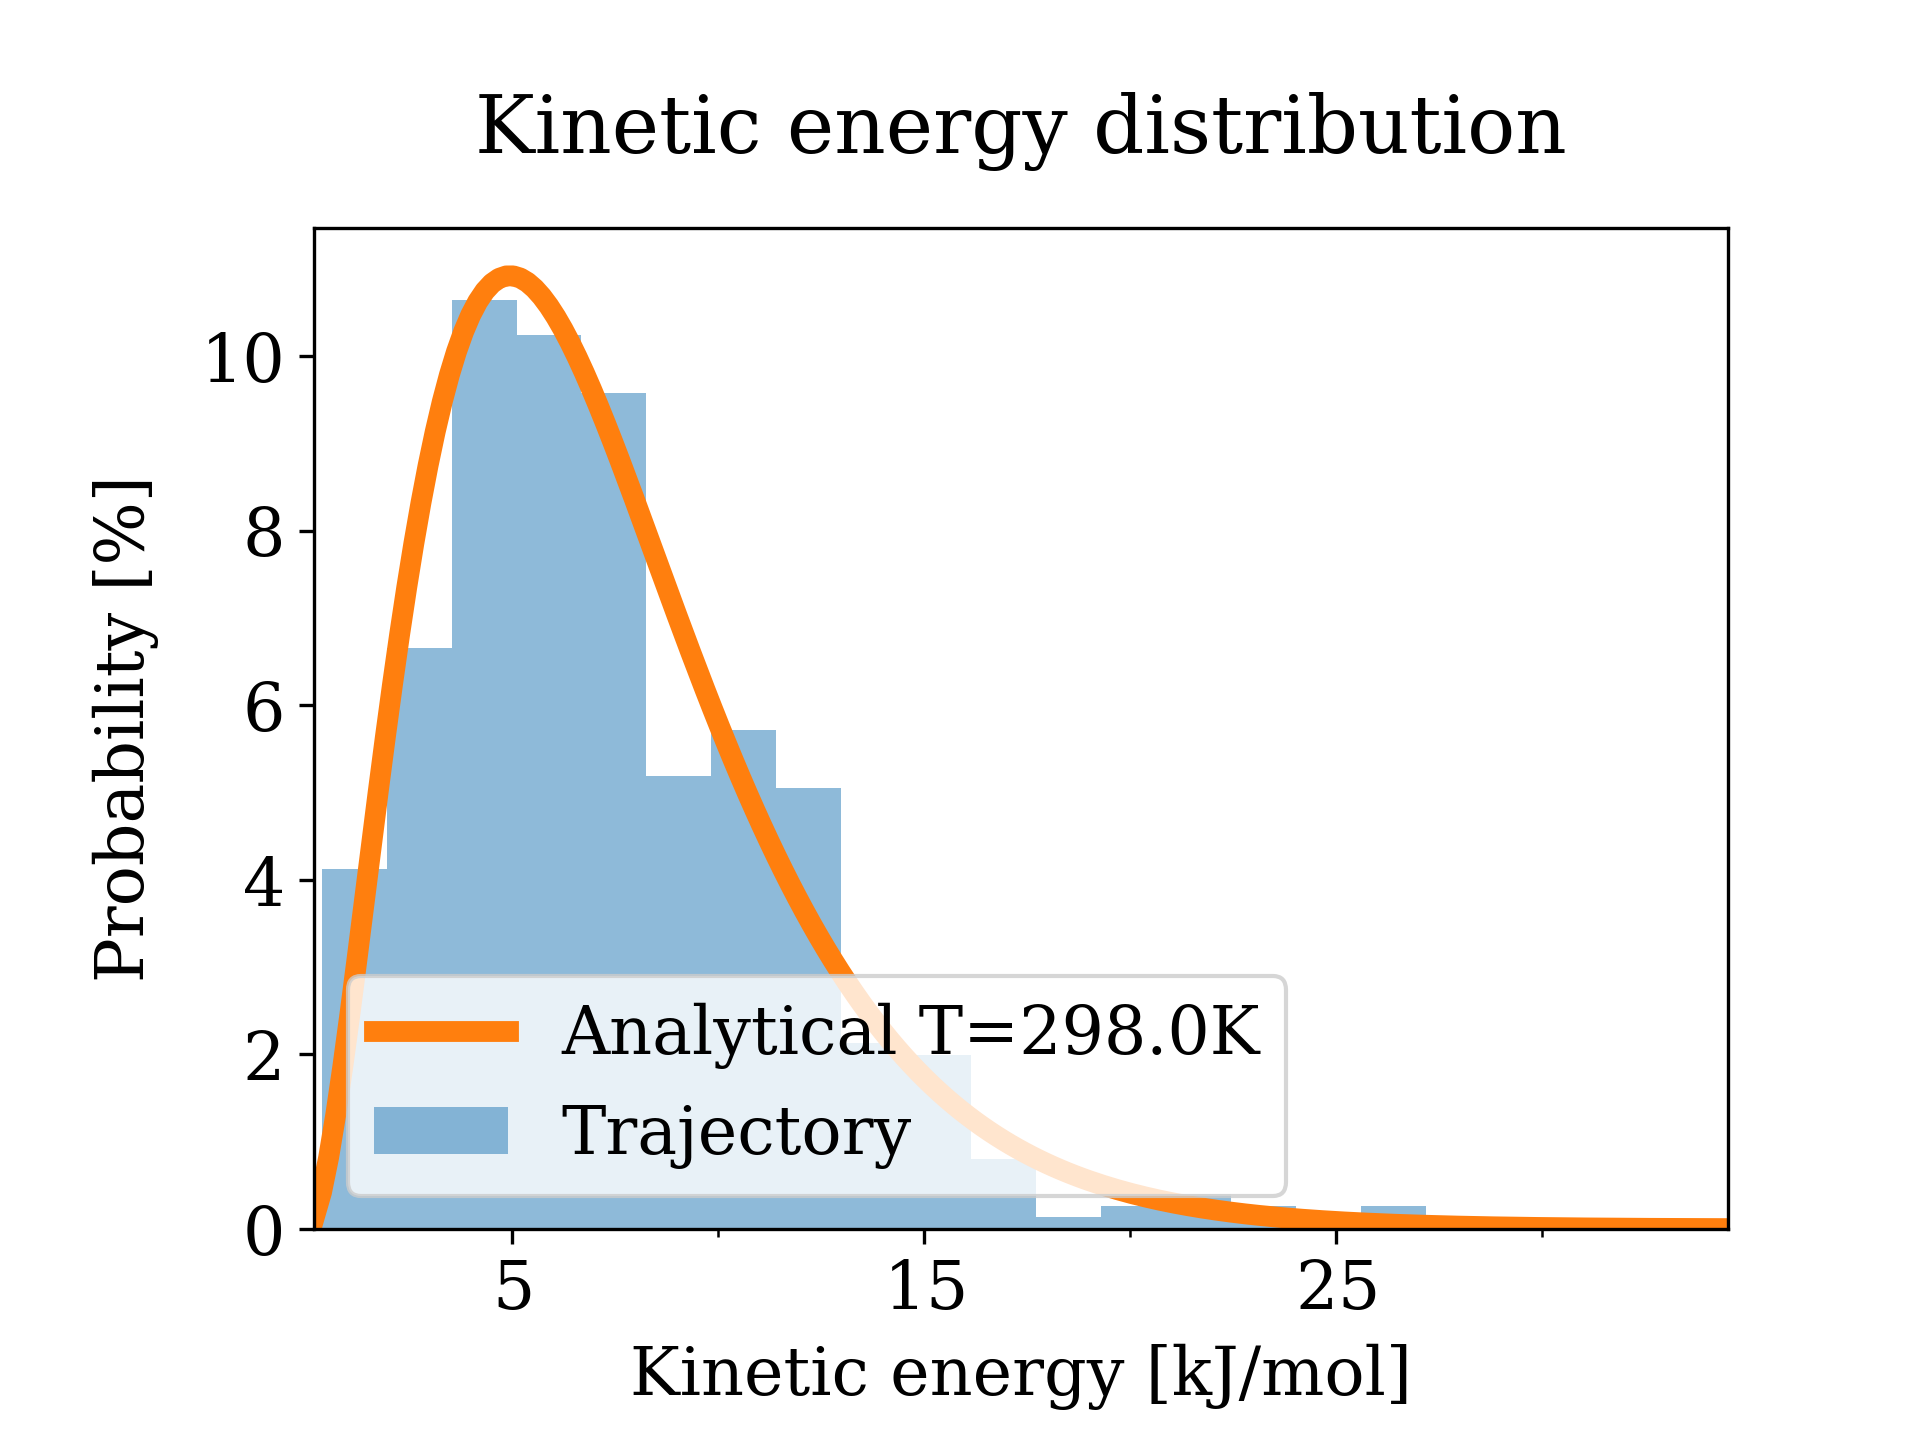 Kinetic energy distribution
Probability [%]
10
8
6
4
2
0
Analytical T=298.0K
Trajectory
5 15 25
Kinetic energy [kJ/mol]